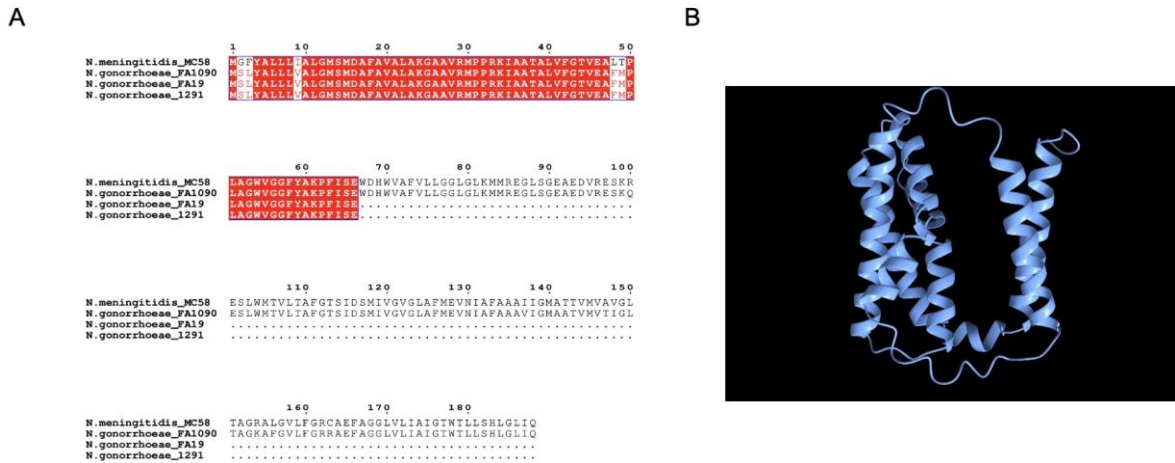 A
B
1 10 20 30 40 50
N.meningitidis_MC58 MGFYALLLIALGMSMDAFAVALAKGAAVRMPPRKIAATALVFGTVEALTP
N.gonorrhoeae_FA1090 MSLYALLLVALGMSMDAFAVALAKGAAVRMPPRKIAATALVFGTVEAFMP
N.gonorrhoeae_FA19 MSLYALLLVALGMSMDAFAVALAKGAAVRMPPRKIAATALVFGTVEAFMP
N.gonorrhoeae_1291 MSLYALLLVALGMSMDAFAVALAKGAAVRMPPRKIAATALVFGTVEAFMP
60 70 80 90 100
N.meningitidis_MC58 LAGWVGGFYAKPFISEWDHWVAFVLLGGLGLKMMREGLSGEAEDVRESKR
N.gonorrhoeae_FA1090 LAGWVGGFYAKPFISEWDHWVAFVLLGGLGLKMMREGLSGEAEDVRESKQ
N.gonorrhoeae_FA19 LAGWVGGFYAKPFISE..................................
N.gonorrhoeae_1291 LAGWVGGFYAKPFISE..................................
110 120 130 140 150
N.meningitidis_MC58 ESLWMTVLTAFGTSIDSMIVGVGLAFMEVNIAFAAAIIGMATTVMVAVGL
N.gonorrhoeae_FA1090 ESLWMTVLTAFGTSIDSMIVGVGLAFMEVNIAFAAAVIGMATTVMVTIGL
N.gonorrhoeae_FA19 ..................................................
N.gonorrhoeae_1291 ..................................................
160 170 180
N.meningitidis_MC58 TAGRALGVLFGRCAEFAGGLVLIAIGTWTLLSHLGLIQ
N.gonorrhoeae_FA1090 TAGKAFGVLFGRRAEFAGGLVLIAIGTWTLLSHLGLIQ
N.gonorrhoeae_FA19 ......................................
N.gonorrhoeae_1291 ......................................